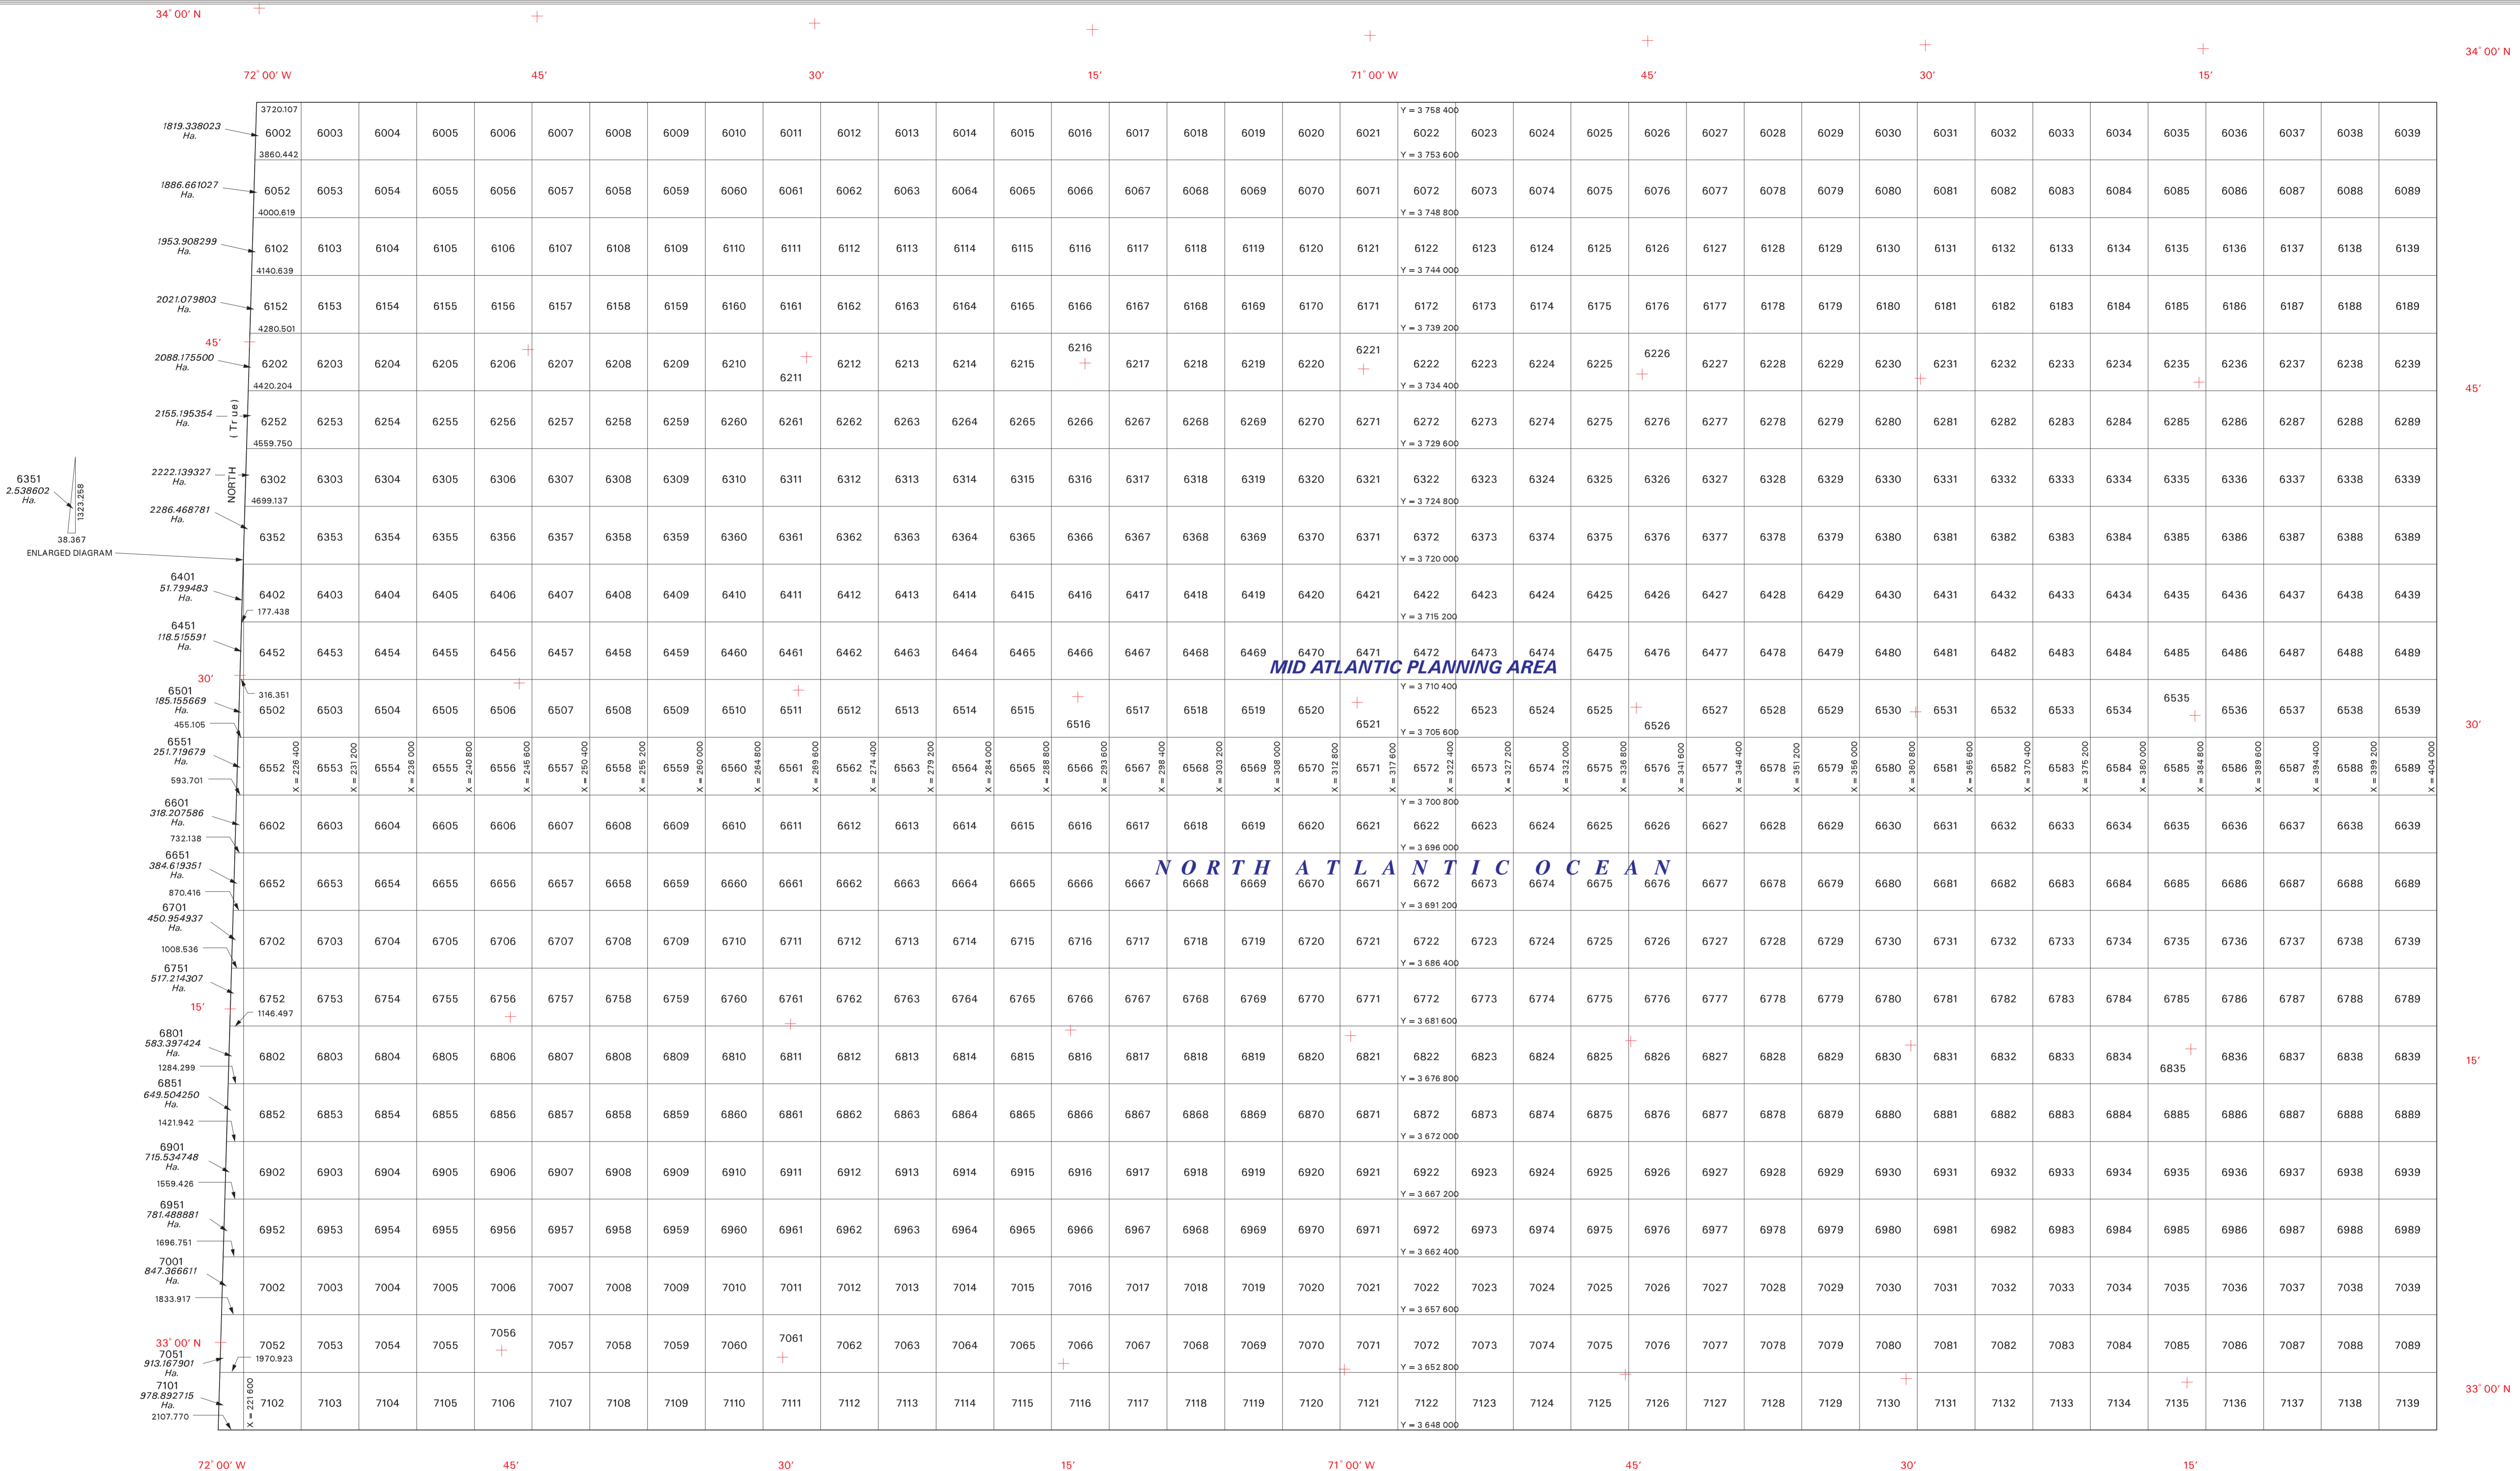 34° 00' N
34° 00' N
72° 00' W 45' 30' 15' 71° 00' W 45' 30' 15'
3720.107 Y = 3 758 400
1819.338023
Ha.
6002 6003 6004 6005 6006 6007 6008 6009 6010 6011 6012 6013 6014 6015 6016 6017 6018 6019 6020 6021 6022 6023 6024 6025 6026 6027 6028 6029 6030 6031 6032 6033 6034 6035 6036 6037 6038 6039
3860.442 Y = 3 753 600
1886.661027
Ha.
6052 6053 6054 6055 6056 6057 6058 6059 6060 6061 6062 6063 6064 6065 6066 6067 6068 6069 6070 6071 6072 6073 6074 6075 6076 6077 6078 6079 6080 6081 6082 6083 6084 6085 6086 6087 6088 6089
4000.619 Y = 3 748 800
1953.908299
Ha.
6102 6103 6104 6105 6106 6107 6108 6109 6110 6111 6112 6113 6114 6115 6116 6117 6118 6119 6120 6121 6122 6123 6124 6125 6126 6127 6128 6129 6130 6131 6132 6133 6134 6135 6136 6137 6138 6139
4140.639 Y = 3 744 000
2021.079803
Ha.
6152 6153 6154 6155 6156 6157 6158 6159 6160 6161 6162 6163 6164 6165 6166 6167 6168 6169 6170 6171 6172 6173 6174 6175 6176 6177 6178 6179 6180 6181 6182 6183 6184 6185 6186 6187 6188 6189
4280.501 Y = 3 739 200
45'
2088.175500
Ha.
6202 6203 6204 6205 6206 6207 6208 6209 6210 6211 6212 6213 6214 6215 6216 6217 6218 6219 6220 6221 6222 6223 6224 6225 6226 6227 6228 6229 6230 6231 6232 6233 6234 6235 6236 6237 6238 6239
4420.204 Y = 3 734 400 45'
2155.195354
Ha.
6252 6253 6254 6255 6256 6257 6258 6259 6260 6261 6262 6263 6264 6265 6266 6267 6268 6269 6270 6271 6272 6273 6274 6275 6276 6277 6278 6279 6280 6281 6282 6283 6284 6285 6286 6287 6288 6289
4559.750 Y = 3 729 600
NORTH (True)
2222.139327
Ha.
6302 6303 6304 6305 6306 6307 6308 6309 6310 6311 6312 6313 6314 6315 6316 6317 6318 6319 6320 6321 6322 6323 6324 6325 6326 6327 6328 6329 6330 6331 6332 6333 6334 6335 6336 6337 6338 6339
4699.137 Y = 3 724 800
6351
2.538602
Ha.
1323.258
38.367
ENLARGED DIAGRAM
2286.468781
Ha.
6352 6353 6354 6355 6356 6357 6358 6359 6360 6361 6362 6363 6364 6365 6366 6367 6368 6369 6370 6371 6372 6373 6374 6375 6376 6377 6378 6379 6380 6381 6382 6383 6384 6385 6386 6387 6388 6389
Y = 3 720 000
6401
51.799483
Ha.
6402 6403 6404 6405 6406 6407 6408 6409 6410 6411 6412 6413 6414 6415 6416 6417 6418 6419 6420 6421 6422 6423 6424 6425 6426 6427 6428 6429 6430 6431 6432 6433 6434 6435 6436 6437 6438 6439
177.438 Y = 3 715 200
6451
118.515591
Ha.
6452 6453 6454 6455 6456 6457 6458 6459 6460 6461 6462 6463 6464 6465 6466 6467 6468 6469 6470 6471 6472 6473 6474 6475 6476 6477 6478 6479 6480 6481 6482 6483 6484 6485 6486 6487 6488 6489
MID ATLANTIC PLANNING AREA
30'
316.351 Y = 3 710 400
6501
185.155669
Ha.
6502 6503 6504 6505 6506 6507 6508 6509 6510 6511 6512 6513 6514 6515 6516 6517 6518 6519 6520 6521 6522 6523 6524 6525 6526 6527 6528 6529 6530 6531 6532 6533 6534 6535 6536 6537 6538 6539
455.105 Y = 3 705 600 30'
6551
251.719679
Ha.
6552 6553 6554 6555 6556 6557 6558 6559 6560 6561 6562 6563 6564 6565 6566 6567 6568 6569 6570 6571 6572 6573 6574 6575 6576 6577 6578 6579 6580 6581 6582 6583 6584 6585 6586 6587 6588 6589
X = 226 400 X = 231 200 X = 236 000 X = 240 800 X = 245 600 X = 250 400 X = 255 200 X = 260 000 X = 264 800 X = 269 600 X = 274 400 X = 279 200 X = 284 000 X = 288 800 X = 293 600 X = 298 400 X = 303 200 X = 308 000 X = 312 800 X = 317 600 X = 322 400 X = 327 200 X = 332 000 X = 336 800 X = 341 600 X = 346 400 X = 351 200 X = 356 000 X = 360 800 X = 365 600 X = 370 400 X = 375 200 X = 380 000 X = 384 800 X = 389 600 X = 394 400 X = 399 200 X = 404 000
593.701 Y = 3 700 800
6601
318.207586
Ha.
6602 6603 6604 6605 6606 6607 6608 6609 6610 6611 6612 6613 6614 6615 6616 6617 6618 6619 6620 6621 6622 6623 6624 6625 6626 6627 6628 6629 6630 6631 6632 6633 6634 6635 6636 6637 6638 6639
732.138 Y = 3 696 000
6651
384.619351
Ha.
NORTH ATLANTIC OCEAN
6652 6653 6654 6655 6656 6657 6658 6659 6660 6661 6662 6663 6664 6665 6666 6667 6668 6669 6670 6671 6672 6673 6674 6675 6676 6677 6678 6679 6680 6681 6682 6683 6684 6685 6686 6687 6688 6689
870.416 Y = 3 691 200
6701
450.954937
Ha.
6702 6703 6704 6705 6706 6707 6708 6709 6710 6711 6712 6713 6714 6715 6716 6717 6718 6719 6720 6721 6722 6723 6724 6725 6726 6727 6728 6729 6730 6731 6732 6733 6734 6735 6736 6737 6738 6739
1008.536 Y = 3 686 400
6751
517.214307
Ha.
6752 6753 6754 6755 6756 6757 6758 6759 6760 6761 6762 6763 6764 6765 6766 6767 6768 6769 6770 6771 6772 6773 6774 6775 6776 6777 6778 6779 6780 6781 6782 6783 6784 6785 6786 6787 6788 6789
15'
1146.497 Y = 3 681 600
6801
583.397424
Ha.
6802 6803 6804 6805 6806 6807 6808 6809 6810 6811 6812 6813 6814 6815 6816 6817 6818 6819 6820 6821 6822 6823 6824 6825 6826 6827 6828 6829 6830 6831 6832 6833 6834 6835 6836 6837 6838 6839
15'
1284.299 Y = 3 676 800
6851
649.504250
Ha.
6852 6853 6854 6855 6856 6857 6858 6859 6860 6861 6862 6863 6864 6865 6866 6867 6868 6869 6870 6871 6872 6873 6874 6875 6876 6877 6878 6879 6880 6881 6882 6883 6884 6885 6886 6887 6888 6889
1421.942 Y = 3 672 000
6901
715.534748
Ha.
6902 6903 6904 6905 6906 6907 6908 6909 6910 6911 6912 6913 6914 6915 6916 6917 6918 6919 6920 6921 6922 6923 6924 6925 6926 6927 6928 6929 6930 6931 6932 6933 6934 6935 6936 6937 6938 6939
1559.426 Y = 3 667 200
6951
781.488881
Ha.
6952 6953 6954 6955 6956 6957 6958 6959 6960 6961 6962 6963 6964 6965 6966 6967 6968 6969 6970 6971 6972 6973 6974 6975 6976 6977 6978 6979 6980 6981 6982 6983 6984 6985 6986 6987 6988 6989
1696.751 Y = 3 662 400
7001
847.366611
Ha.
7002 7003 7004 7005 7006 7007 7008 7009 7010 7011 7012 7013 7014 7015 7016 7017 7018 7019 7020 7021 7022 7023 7024 7025 7026 7027 7028 7029 7030 7031 7032 7033 7034 7035 7036 7037 7038 7039
1833.917 Y = 3 657 600
33° 00' N
7051
913.167901
Ha.
7052 7053 7054 7055 7056 7057 7058 7059 7060 7061 7062 7063 7064 7065 7066 7067 7068 7069 7070 7071 7072 7073 7074 7075 7076 7077 7078 7079 7080 7081 7082 7083 7084 7085 7086 7087 7088 7089
1970.923 Y = 3 652 800
7101
978.892715
Ha.
33° 00' N
X = 221 600
7102 7103 7104 7105 7106 7107 7108 7109 7110 7111 7112 7113 7114 7115 7116 7117 7118 7119 7120 7121 7122 7123 7124 7125 7126 7127 7128 7129 7130 7131 7132 7133 7134 7135 7136 7137 7138 7139
2107.770 Y = 3 648 000
72° 00' W 45' 30' 15' 71° 00' W 45' 30' 15'